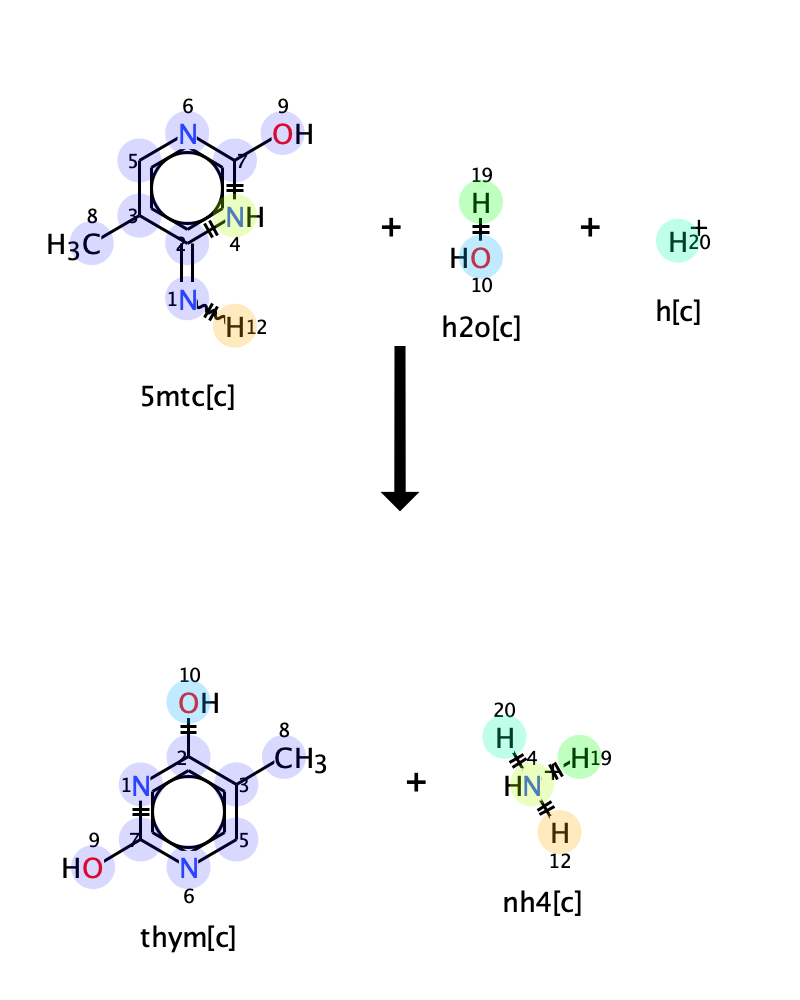 6 9
N OH
5 7
8 3 NH
H3C 2 4
1N
H12
5mtc[c]
+
19
H
HO
10
h2o[c]
+
H+
20
h[c]
10
OH
2 8
1N 3 CH3
9 7 5
HO N
6
thym[c]
+
20
H
4 H19
HN
H
12
nh4[c]